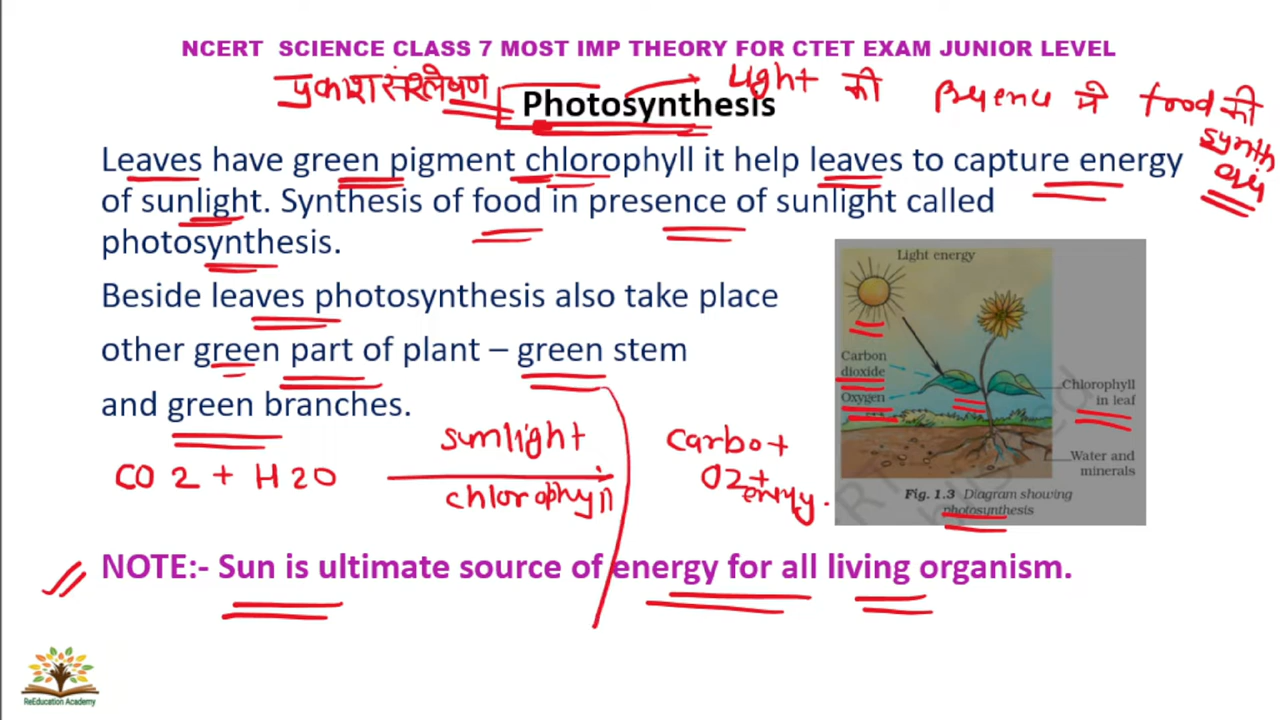 NCERT SCIENCE CLASS 7 MOST IMP THEORY FOR CTET EXAM JUNIOR LEVEL
प्रकाश संश्लेषण
Photosynthesis
Light की
में food की
Leaves have green pigment chlorophyll it help leaves to capture energy
of sunlight. Synthesis of food in presence of sunlight called
photosynthesis.
Beside leaves photosynthesis also take place
other green part of plant – green stem
and green branches.
CO 2 + H 2 O
sunlight
chlorophyll
Carbo +
O2 +
Light energy
Carbon
dioxide
Oxygen
Chlorophyll
in leaf
Water and
minerals
Fig. 1.3 Diagram showing
photosynthesis
NOTE:- Sun is ultimate source of energy for all living organism.
ReEducation Academy